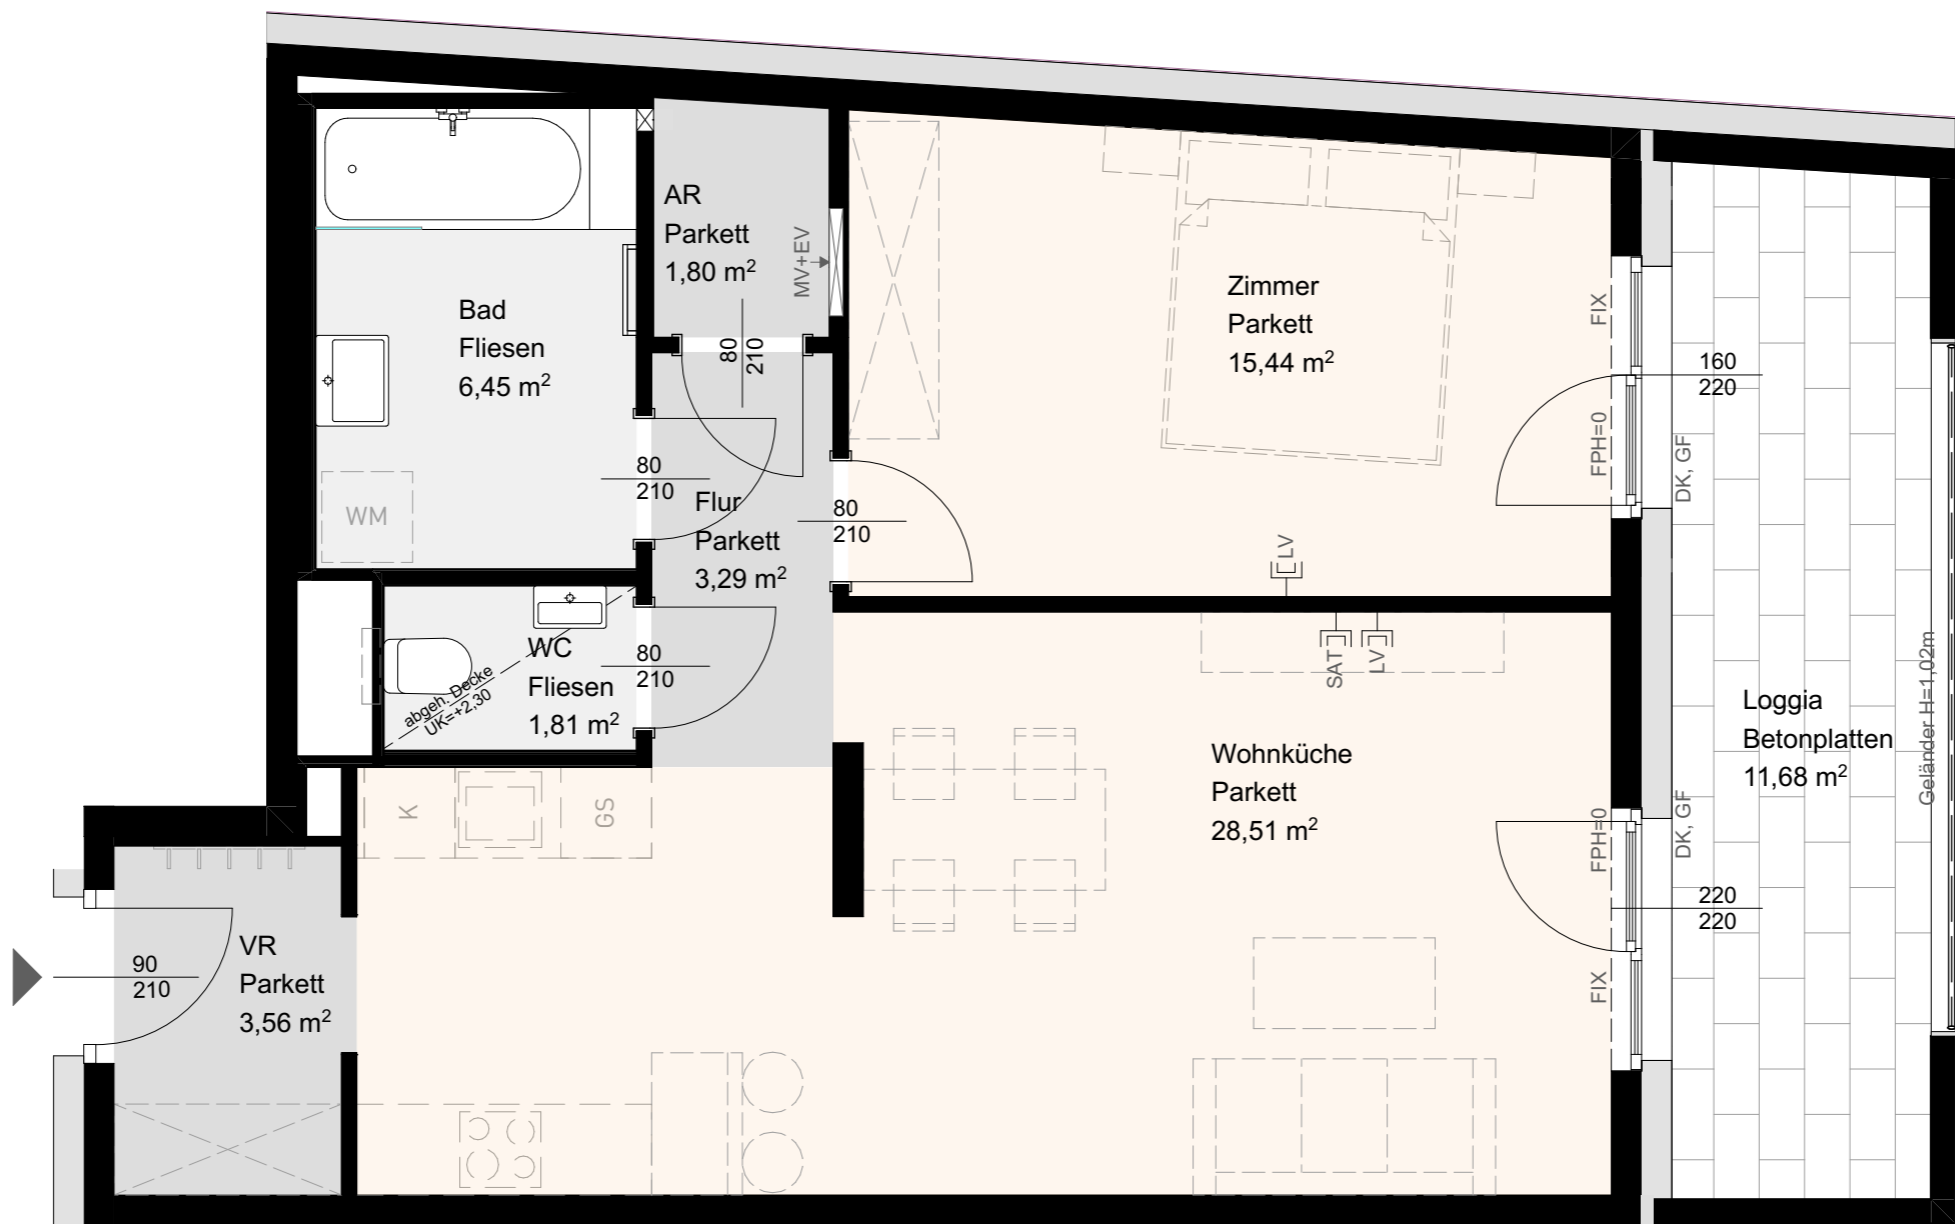 AR
Parkett
1,80 m²
MV+EV
Bad
Fliesen
6,45 m²
WM
80
210
80
210
Flur
Parkett
3,29 m²
80
210
Zimmer
Parkett
15,44 m²
FIX
FPH=0
160
220
DK, GF
LV
WC
Fliesen
1,81 m²
abgeh. Decke
UK=+2,30
80
210
SAT
LV
Wohnküche
Parkett
28,51 m²
K
GS
Loggia
Betonplatten
11,68 m²
Geländer H=1,02m
FPH=0
DK, GF
220
220
FIX
VR
Parkett
3,56 m²
90
210